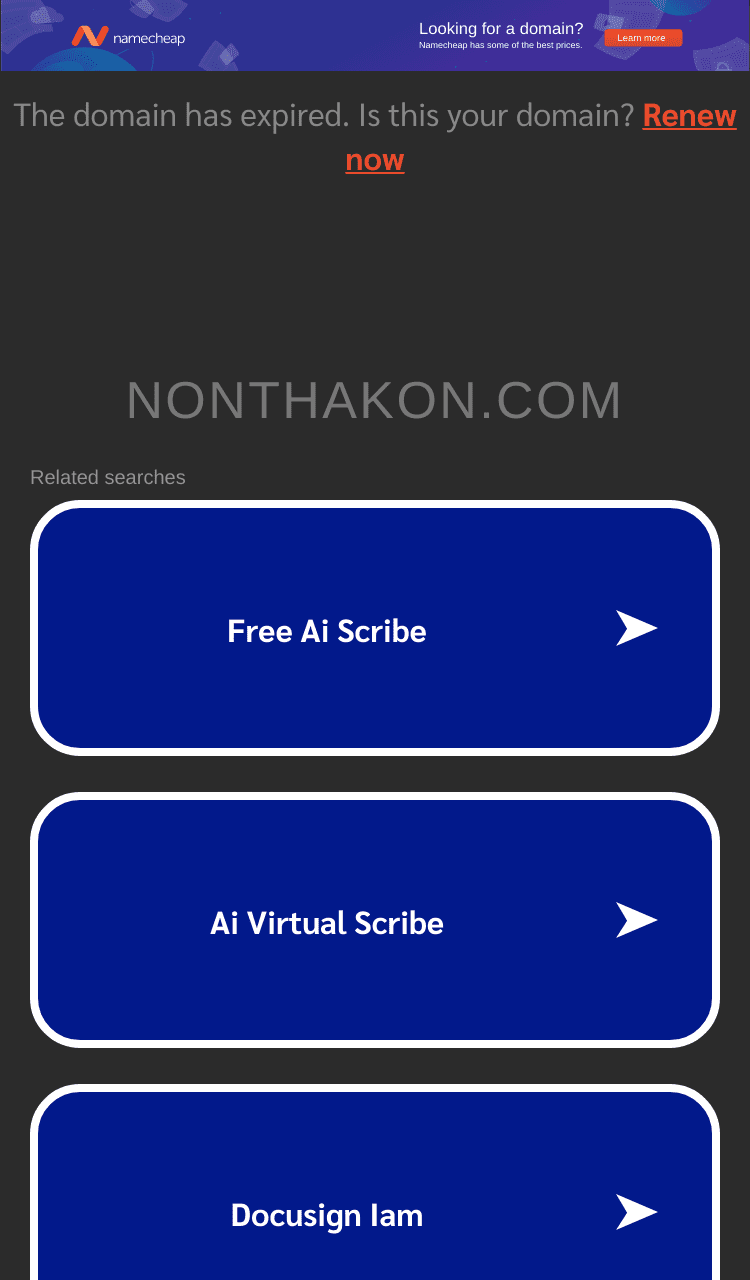 namecheap
Looking for a domain?
Namecheap has some of the best prices.
Learn more
The domain has expired. Is this your domain? Renew
now
NONTHAKON.COM
Related searches
Free Ai Scribe
Ai Virtual Scribe
Docusign Iam